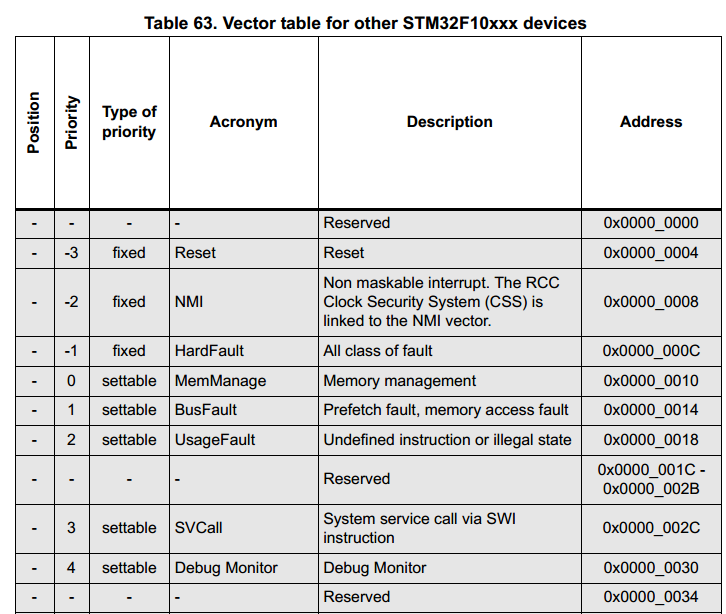 Table 63. Vector table for other STM32F10xxx devices
Position Priority Type of priority Acronym Description Address
- - - - Reserved 0x0000_0000
- -3 fixed Reset Reset 0x0000_0004
- -2 fixed NMI Non maskable interrupt. The RCC
Clock Security System (CSS) is
linked to the NMI vector. 0x0000_0008
- -1 fixed HardFault All class of fault 0x0000_000C
- 0 settable MemManage Memory management 0x0000_0010
- 1 settable BusFault Prefetch fault, memory access fault 0x0000_0014
- 2 settable UsageFault Undefined instruction or illegal state 0x0000_0018
- - - - Reserved 0x0000_001C -
0x0000_002B
- 3 settable SVCall System service call via SWI
instruction 0x0000_002C
- 4 settable Debug Monitor Debug Monitor 0x0000_0030
- - - - Reserved 0x0000_0034